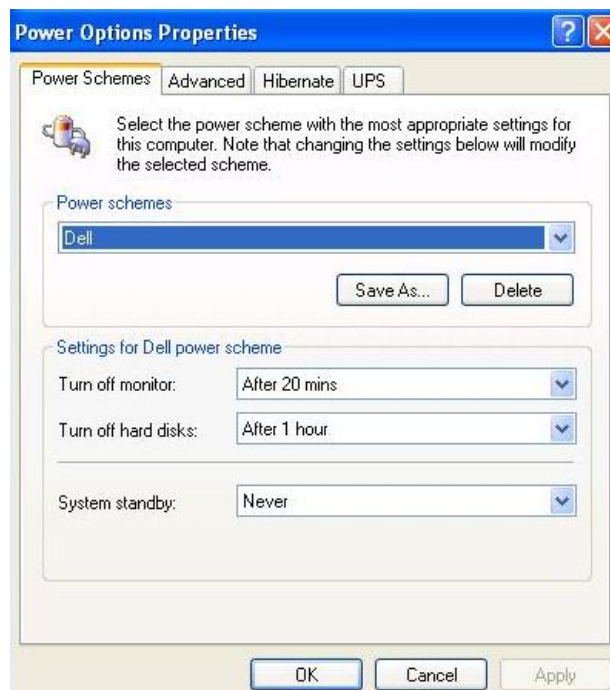 Power Options Properties
Power Schemes Advanced Hibernate UPS
Select the power scheme with the most appropriate settings for
this computer. Note that changing the settings below will modify
the selected scheme.
Power schemes
Dell
Save As... Delete
Settings for Dell power scheme
Turn off monitor: After 20 mins
Turn off hard disks: After 1 hour
System standby: Never
OK Cancel Apply